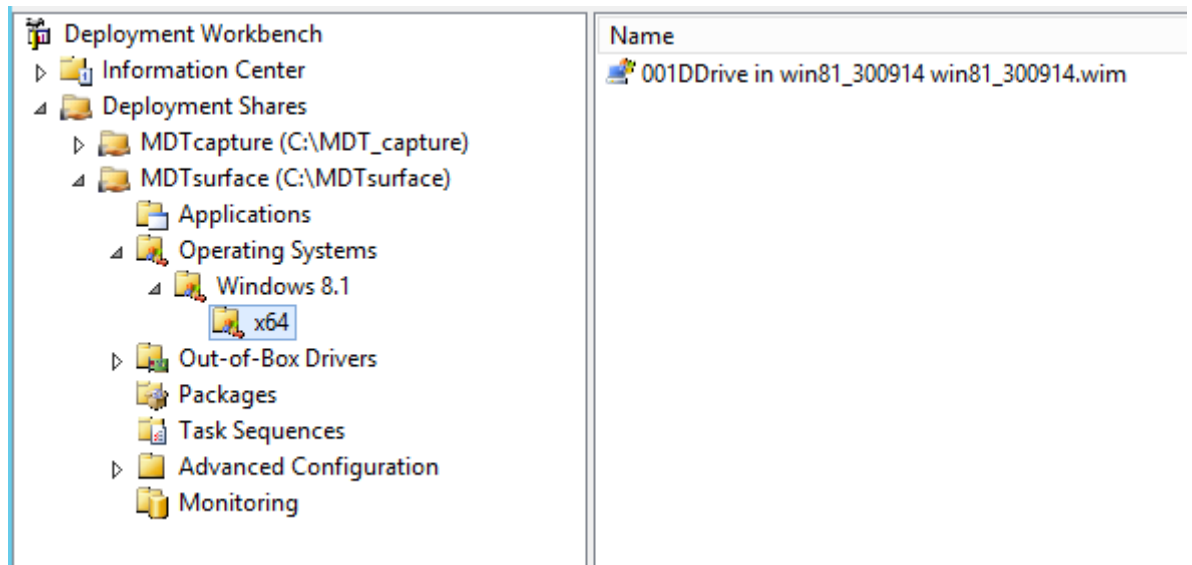 Deployment Workbench
Information Center
Deployment Shares
MDTcapture (C:\MDT_capture)
MDTsurface (C:\MDTsurface)
Applications
Operating Systems
Windows 8.1
x64
Out-of-Box Drivers
Packages
Task Sequences
Advanced Configuration
Monitoring
Name
001DDrive in win81_300914 win81_300914.wim